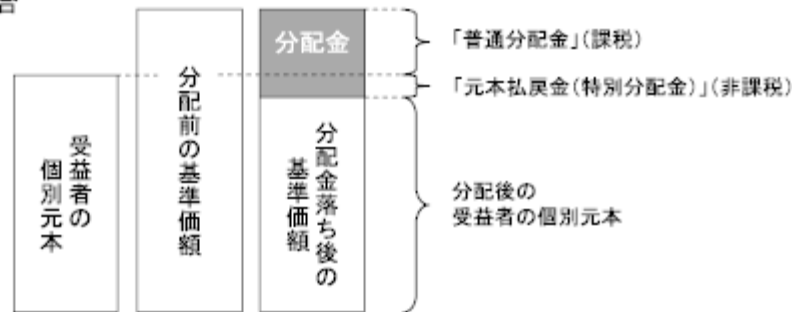 分配金
「普通分配金」(課税)
「元本払戻金(特別分配金)」(非課税)
受益者の
個別元本
分配前の基準価額
分配金落ち後の
基準価額
分配後の
受益者の個別元本